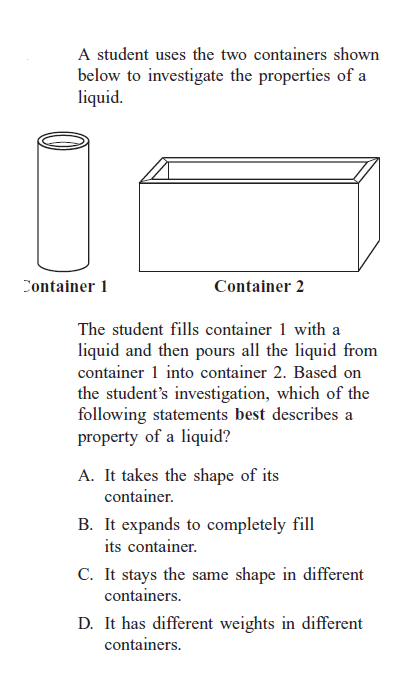 A student uses the two containers shown
below to investigate the properties of a
liquid.
Container 1
Container 2
The student fills container 1 with a
liquid and then pours all the liquid from
container 1 into container 2. Based on
the student's investigation, which of the
following statements best describes a
property of a liquid?
A. It takes the shape of its
container.
B. It expands to completely fill
its container.
C. It stays the same shape in different
containers.
D. It has different weights in different
containers.